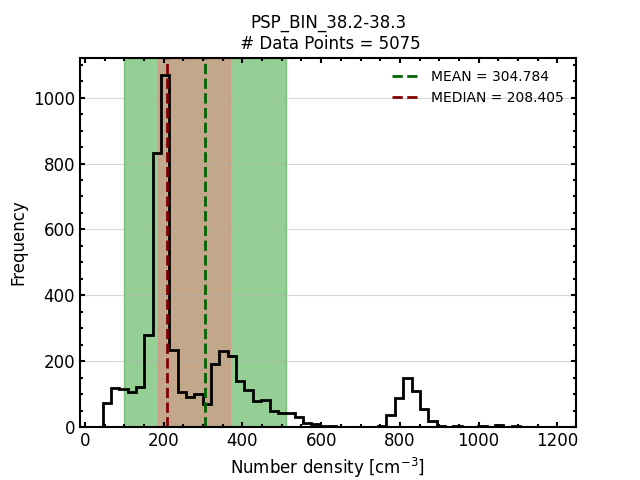 PSP_BIN_38.2-38.3
# Data Points = 5075
MEAN = 304.784
MEDIAN = 208.405
Frequency
1000
800
600
400
200
0
0 200 400 600 800 1000 1200
Number density [cm⁻³]